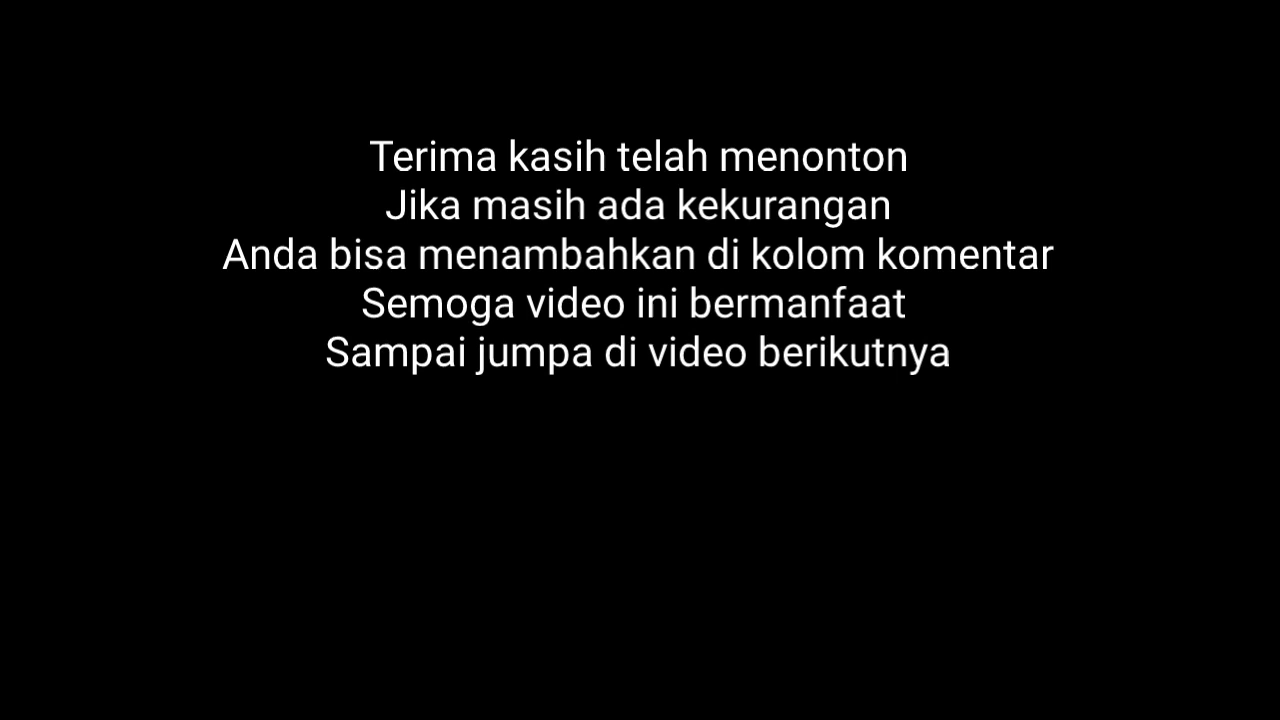 Terima kasih telah menonton
Jika masih ada kekurangan
Anda bisa menambahkan di kolom komentar
Semoga video ini bermanfaat
Sampai jumpa di video berikutnya